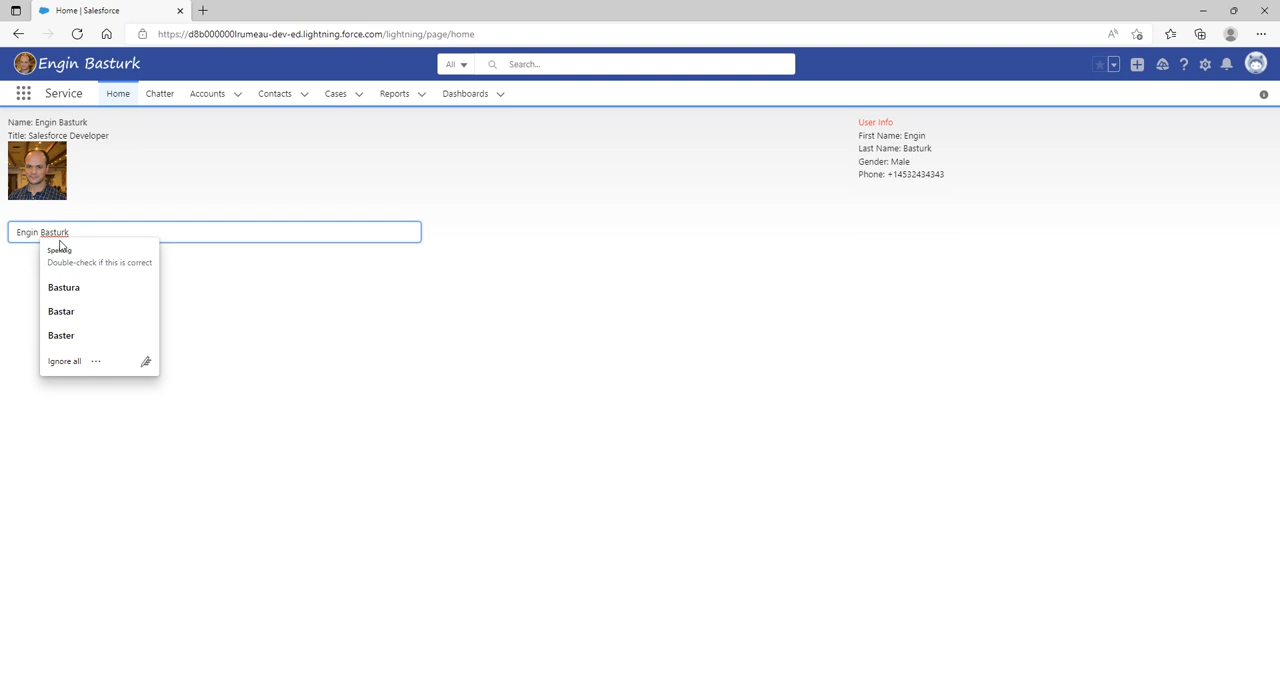 Home | Salesforce
https://d8b000000lrumeau-dev-ed.lightning.force.com/lightning/page/home
Engin Basturk
All
Search...
Service
Home
Chatter
Accounts
Contacts
Cases
Reports
Dashboards
Name: Engin Basturk
Title: Salesforce Developer
User Info
First Name: Engin
Last Name: Basturk
Gender: Male
Phone: +14532434343
Engin Basturk
Spelling
Double-check if this is correct
Bastura
Bastar
Baster
Ignore all